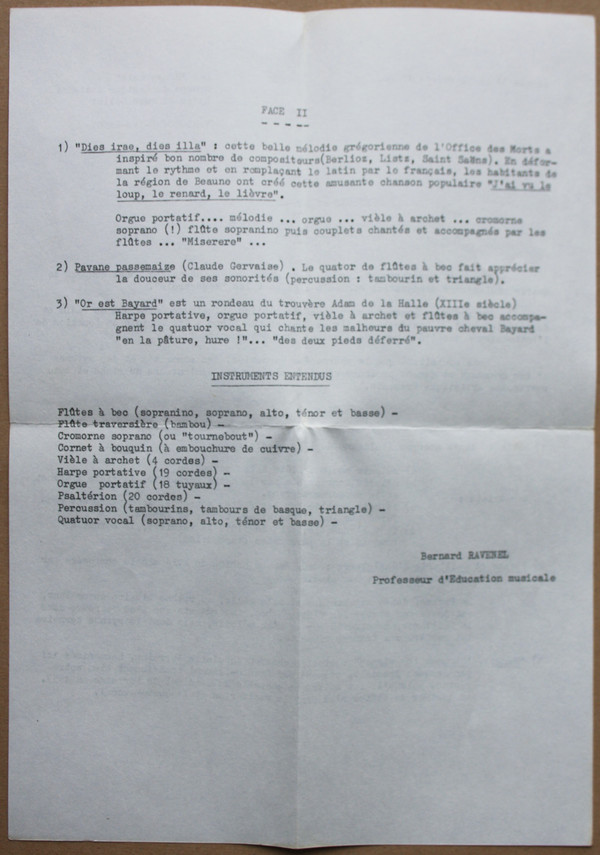 FACE II
1) "Dies irae, dies illa" : cette belle mélodie grégorienne de l'Office des Morts a
inspiré bon nombre de compositeurs(Berlioz, Listz, Saint Saëns). En défor-
mant le rythme et en remplaçant le latin par le français, les habitants de
la région de Beaune ont créé cette amusante chanson populaire "J'ai vu le
loup, le renard, le lièvre".
Orgue portatif.... mélodie ... orgue ... vièle à archet ... cromorne
soprano (!) flûte sopranino puis couplets chantés et accompagnés par les
flûtes ... "Miserere" ...
2) Pavane passemaize (Claude Gervaise) . Le quator de flûtes à bec fait apprécier
la douceur de ses sonorités (percussion : tambourin et triangle).
3) "Or est Bayard" est un rondeau du trouvère Adam de la Halle (XIIIe siècle)
Harpe portative, orgue portatif, vièle à archet et flûtes à bec accompa-
gnent le quatuor vocal qui chante les malheurs du pauvre cheval Bayard
"en la pâture, hure !"... "des deux pieds déferré".
INSTRUMENTS ENTENDUS
Flûtes à bec (sopranino, soprano, alto, ténor et basse) -
Flûte traversière (bambou) -
Cromorne soprano (ou "tournebout") -
Cornet à bouquin (à embouchure de cuivre) -
Vièle à archet (4 cordes) -
Harpe portative (19 cordes) -
Orgue portatif (18 tuyaux) -
Psaltérion (20 cordes) -
Percussion (tambourins, tambours de basque, triangle) -
Quatuor vocal (soprano, alto, ténor et basse) -
Bernard RAVENEL
Professeur d'Education musicale